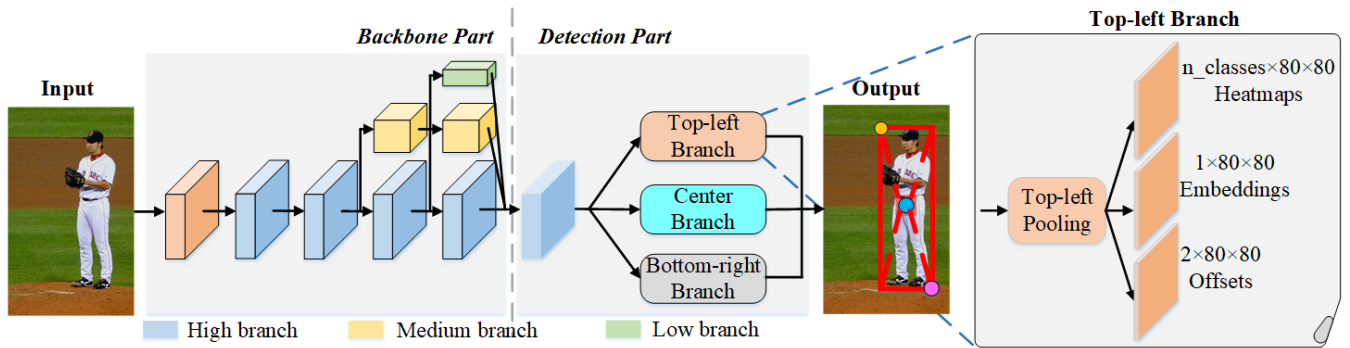 Top-left Branch
Backbone Part
Detection Part
Input
Output
n_classes×80×80
Heatmaps
Top-left
Branch
1×80×80
Embeddings
Center
Branch
Top-left
Pooling
2×80×80
Offsets
Bottom-right
Branch
High branch
Medium branch
Low branch